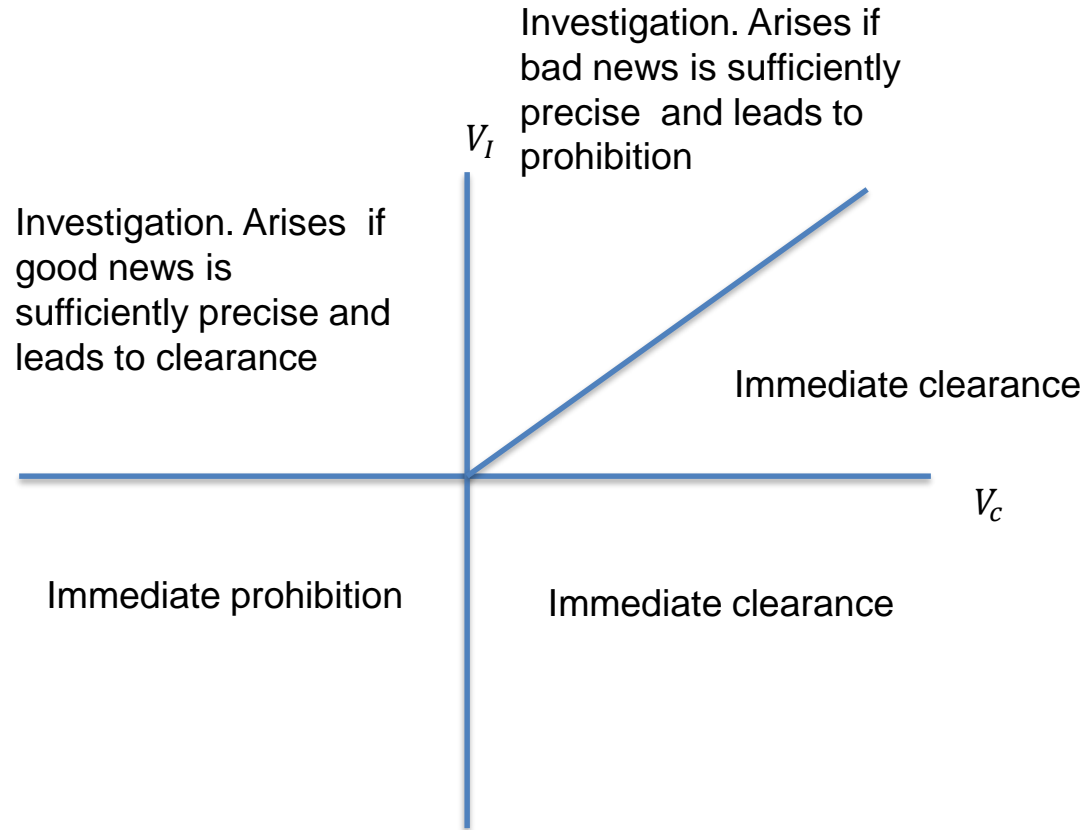 Investigation. Arises if
bad news is sufficiently
precise  and leads to
prohibition
V_I
Investigation. Arises  if
good news is
sufficiently precise and
leads to clearance
Immediate clearance
V_c
Immediate prohibition
Immediate clearance